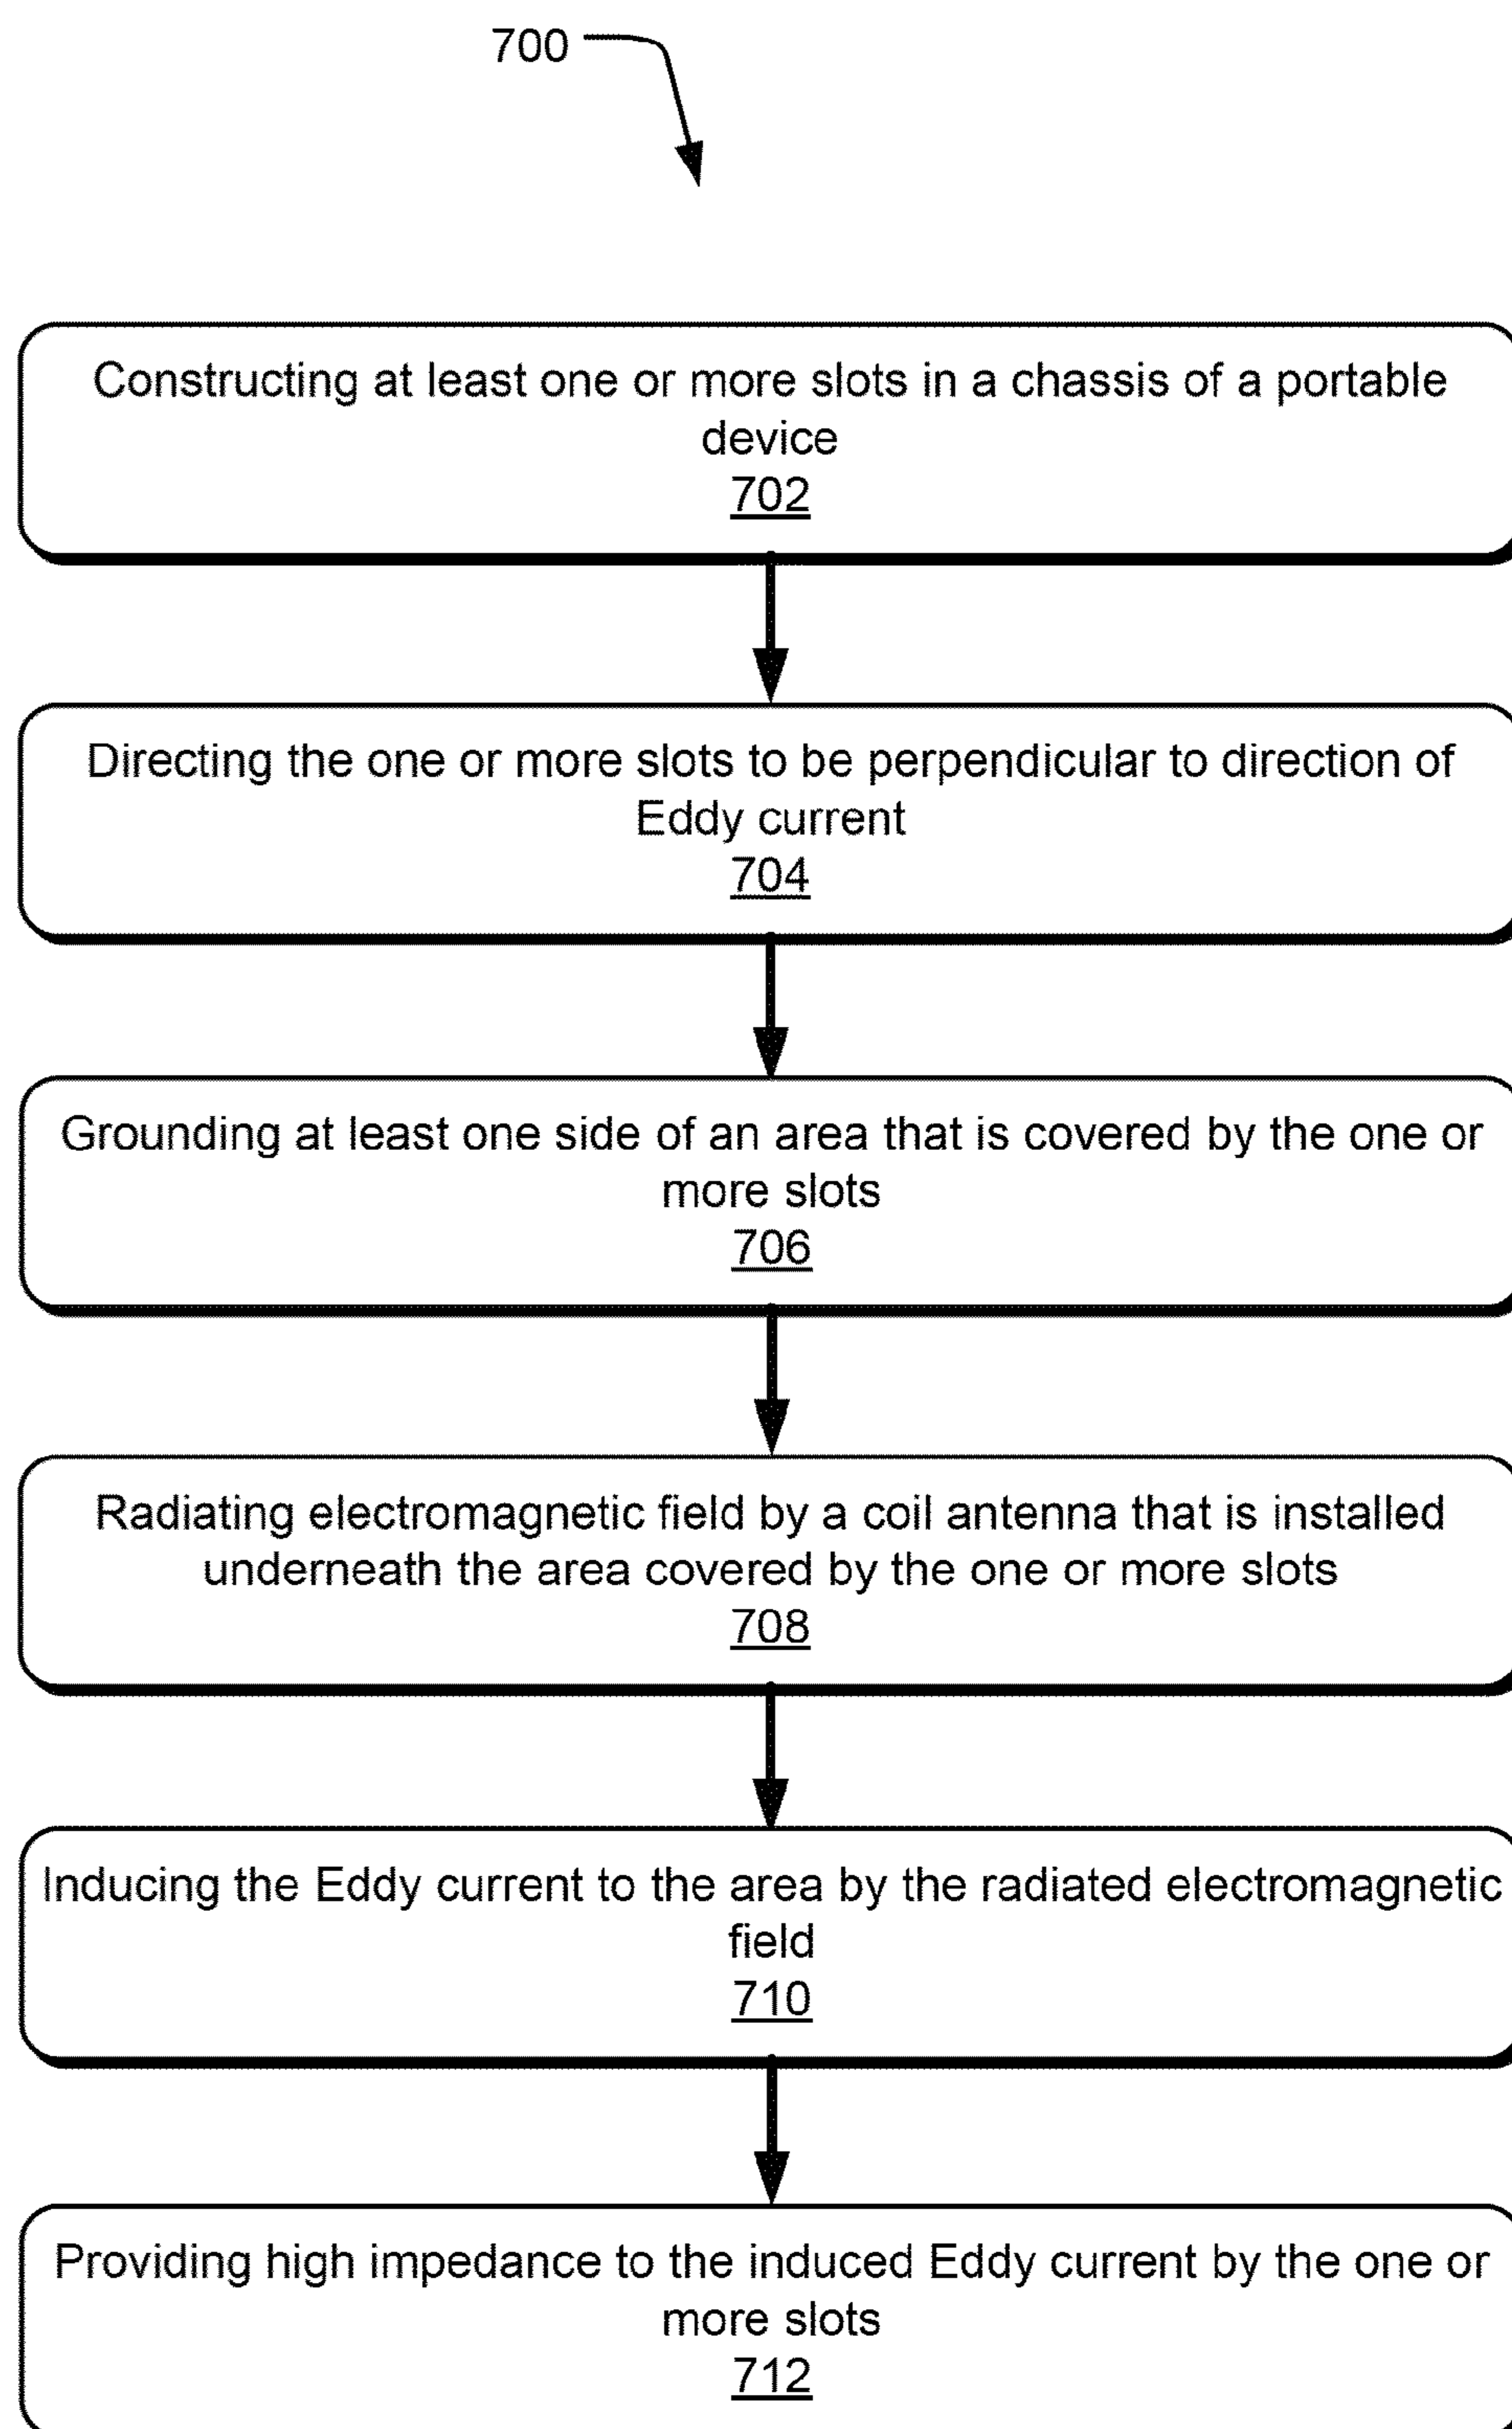 700
Constructing at least one or more slots in a chassis of a portable
device
702
Directing the one or more slots to be perpendicular to direction of
Eddy current
704
Grounding at least one side of an area that is covered by the one or
more slots
706
Radiating electromagnetic field by a coil antenna that is installed
underneath the area covered by the one or more slots
708
Inducing the Eddy current to the area by the radiated electromagnetic
field
710
Providing high impedance to the induced Eddy current by the one or
more slots
712